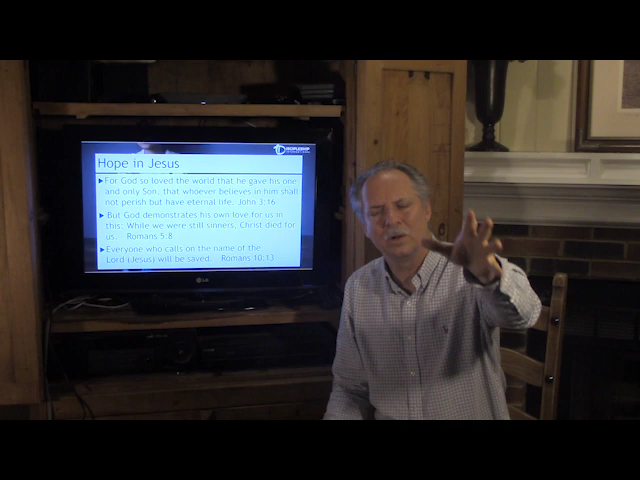 DISCIPLESHIP
INTERNATIONAL
Hope in Jesus
►For God so loved the world that he gave his one
and only Son, that whoever believes in him shall
not perish but have eternal life. John 3:16
►But God demonstrates his own love for us in
this: While we were still sinners, Christ died for
us. Romans 5:8
►Everyone who calls on the name of the
Lord (Jesus) will be saved. Romans 10:13
LG